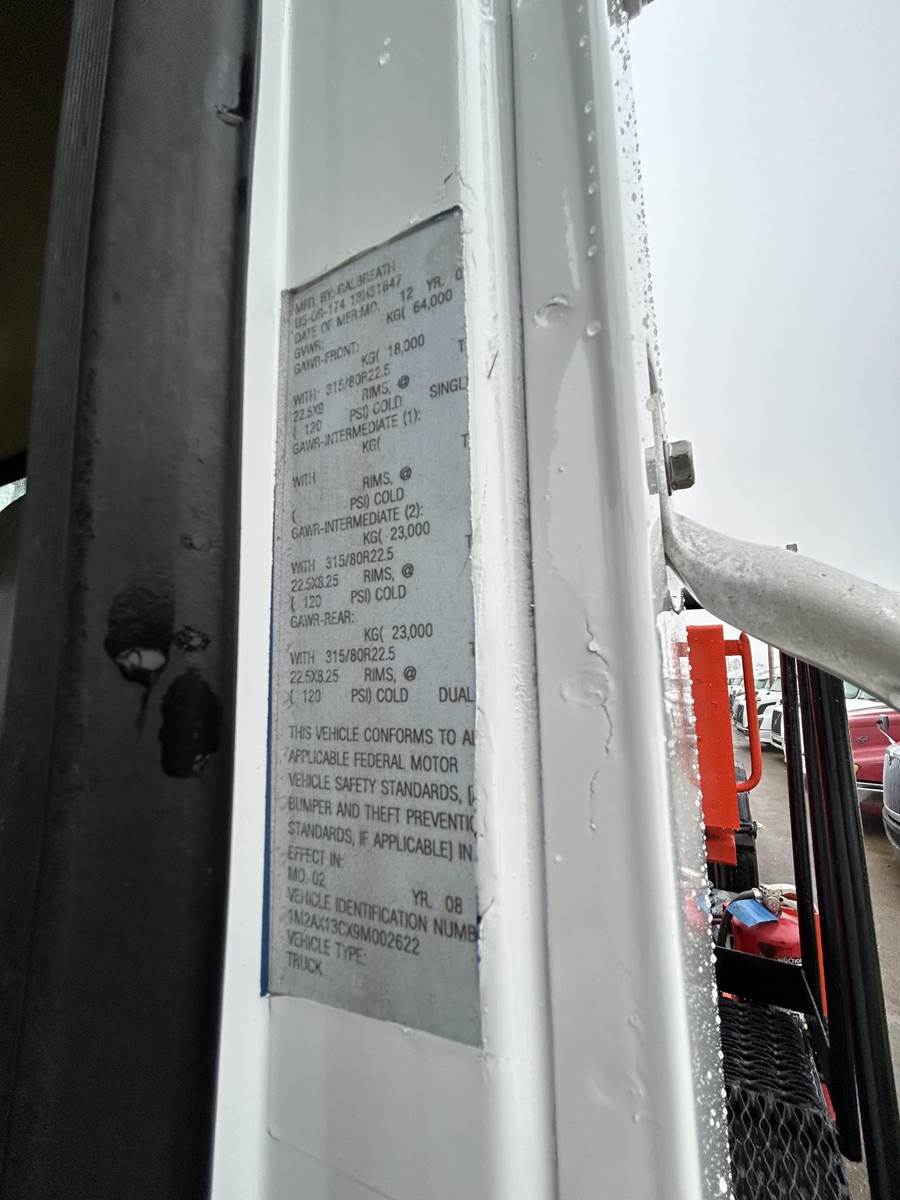 MFD. BY: GALBREATH
US-OR-174 13H31647
DATE OF MFR:MO. 12 YR. 0
GVWR: KG( 64,000
GAWR-FRONT:
KG( 18,000 T
WITH: 315/80R22.5
22.5X9 RIMS, @ SINGL
( 120 PSI) COLD
GAWR-INTERMEDIATE (1):
KG( T
WITH RIMS, @
( PSI) COLD
GAWR-INTERMEDIATE (2):
KG( 23,000 T
WITH 315/80R22.5
22.5X8.25 RIMS, @
( 120 PSI) COLD
GAWR-REAR:
KG( 23,000
WITH 315/80R22.5
22.5X8.25 RIMS, @
( 120 PSI) COLD DUAL
THIS VEHICLE CONFORMS TO AL
APPLICABLE FEDERAL MOTOR
VEHICLE SAFETY STANDARDS, [
BUMPER AND THEFT PREVENTIO
STANDARDS, IF APPLICABLE] IN
EFFECT IN:
MO. 02 YR. 08
VEHICLE IDENTIFICATION NUMB
1M2AX13CX9M002622
VEHICLE TYPE:
TRUCK